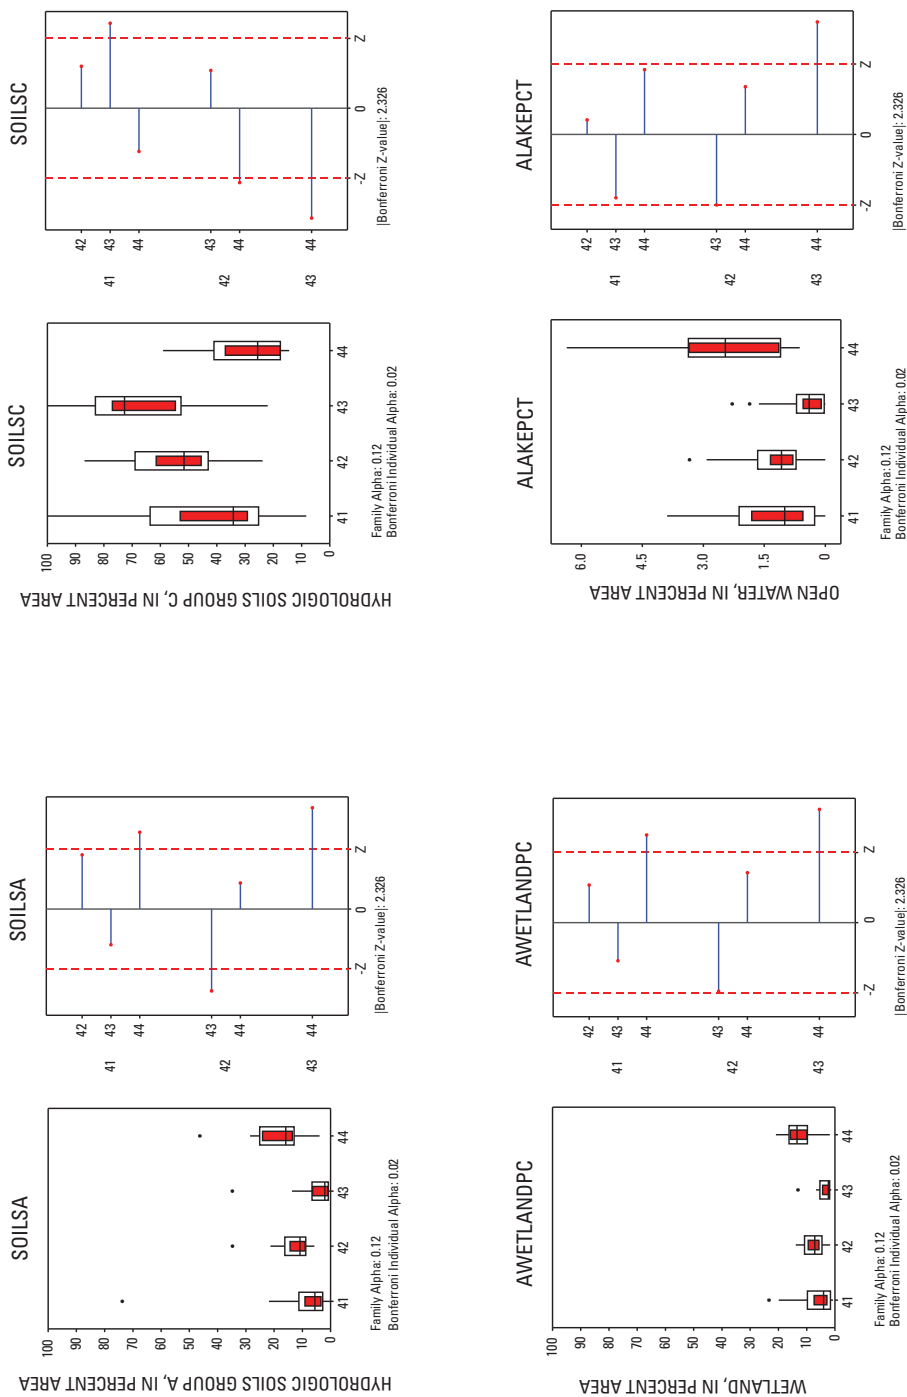 SOILSC
HYDROLOGIC SOILS GROUP C, IN PERCENT AREA
100
90
80
70
60
50
40
30
20
10
0
41
42
43
44
Family Alpha: 0.12
Bonferroni Individual Alpha: 0.02
SOILSC
41
42
43
44
42
43
44
43
44
-Z
0
Z
|Bonferroni Z-value|: 2.326
ALAKEPCT
OPEN WATER, IN PERCENT AREA
6.0
4.5
3.0
1.5
0
41
42
43
44
Family Alpha: 0.12
Bonferroni Individual Alpha: 0.02
ALAKEPCT
41
42
43
44
42
43
44
43
44
-Z
0
Z
|Bonferroni Z-value|: 2.326
SOILSA
HYDROLOGIC SOILS GROUP A, IN PERCENT AREA
100
90
80
70
60
50
40
30
20
10
0
41
42
43
44
Family Alpha: 0.12
Bonferroni Individual Alpha: 0.02
SOILSA
41
42
43
44
42
43
44
43
44
-Z
0
Z
|Bonferroni Z-value|: 2.326
AWETLANDPC
WETLAND, IN PERCENT AREA
100
90
80
70
60
50
40
30
20
10
0
41
42
43
44
Family Alpha: 0.12
Bonferroni Individual Alpha: 0.02
AWETLANDPC
41
42
43
44
42
43
44
43
44
-Z
0
Z
|Bonferroni Z-value|: 2.326